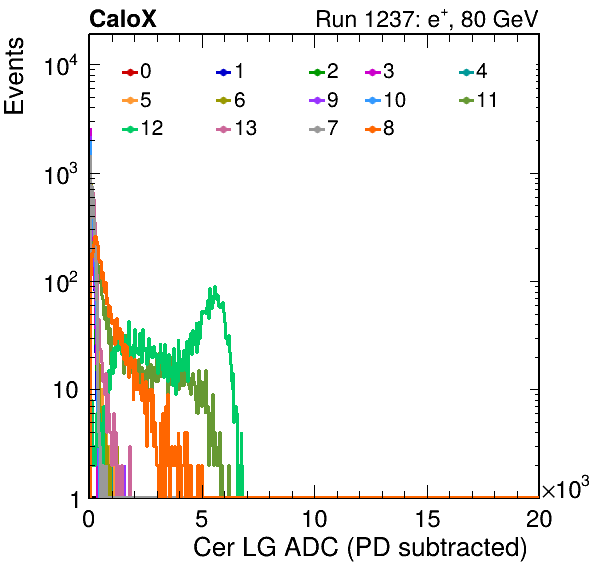 CaloX Run 1237: e⁺, 80 GeV
Events
10⁴
10³
10²
10
1
0 1 2 3 4
5 6 9 10 11
12 13 7 8
0 5 10 15 20
×10³
Cer LG ADC (PD subtracted)